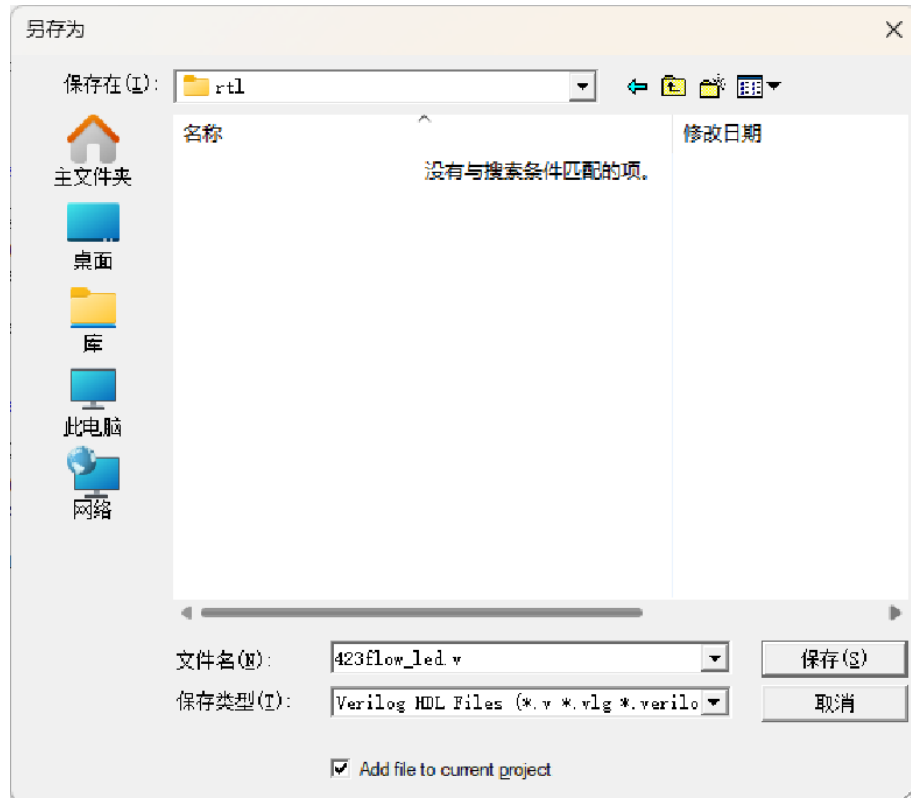 另存为
保存在(I):
rtl
名称
修改日期
没有与搜索条件匹配的项。
主文件夹
桌面
库
此电脑
网络
文件名(N):
423flow_led.v
保存(S)
保存类型(T):
Verilog HDL Files (*.v *.vlg *.verilo
取消
Add file to current project